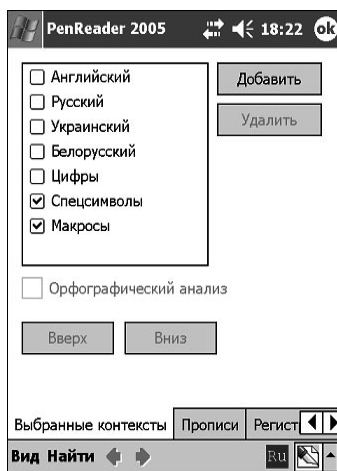 PenReader 2005 18:22 ok
Английский
Русский
Украинский
Белорусский
Цифры
Спецсимволы
Макросы
Добавить
Удалить
Орфографический анализ
Вверх Вниз
Выбранные контексты Прописи Регист
Вид Найти Ru